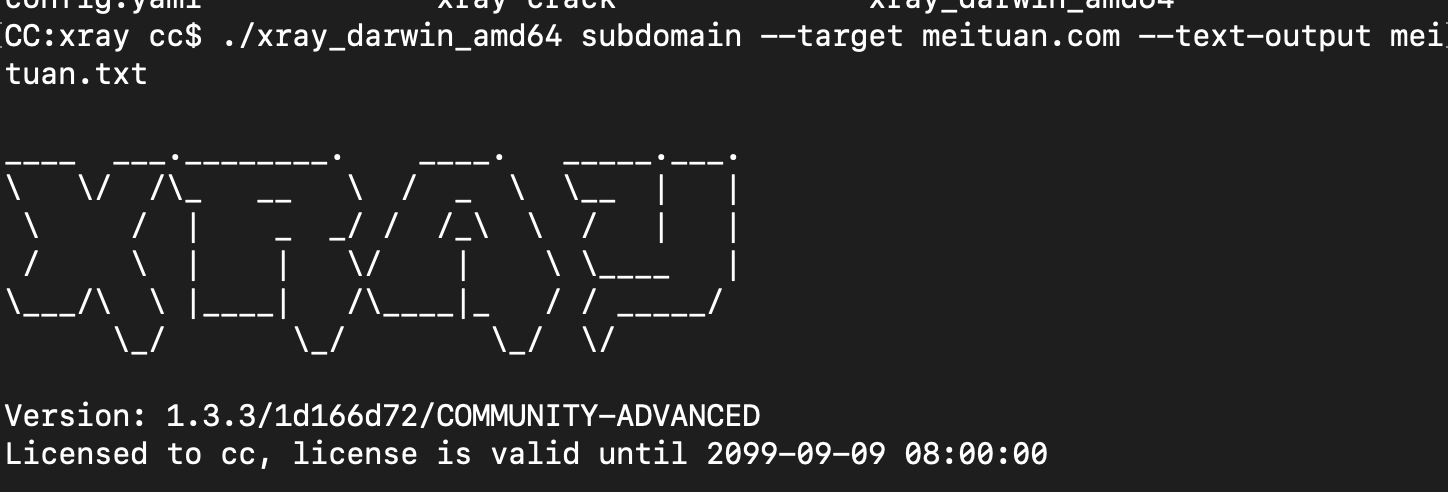 config.yaml xray crack xray_darwin_amd64
CC:xray cc$ ./xray_darwin_amd64 subdomain --target meituan.com --text-output mei
tuan.txt
____  ___.________.    ____.   _____.___.
\   \/  /\_   __   \  /  _  \  \__  |   |
 \     /  |    _  _/ /  /_\  \  /   |   |
 /     \  |    |   \/    |    \ \____   |
\___/\  \ |____|   /\____|_   / / _____/
      \_/       \_/        \_/  \/
Version: 1.3.3/1d166d72/COMMUNITY-ADVANCED
Licensed to cc, license is valid until 2099-09-09 08:00:00